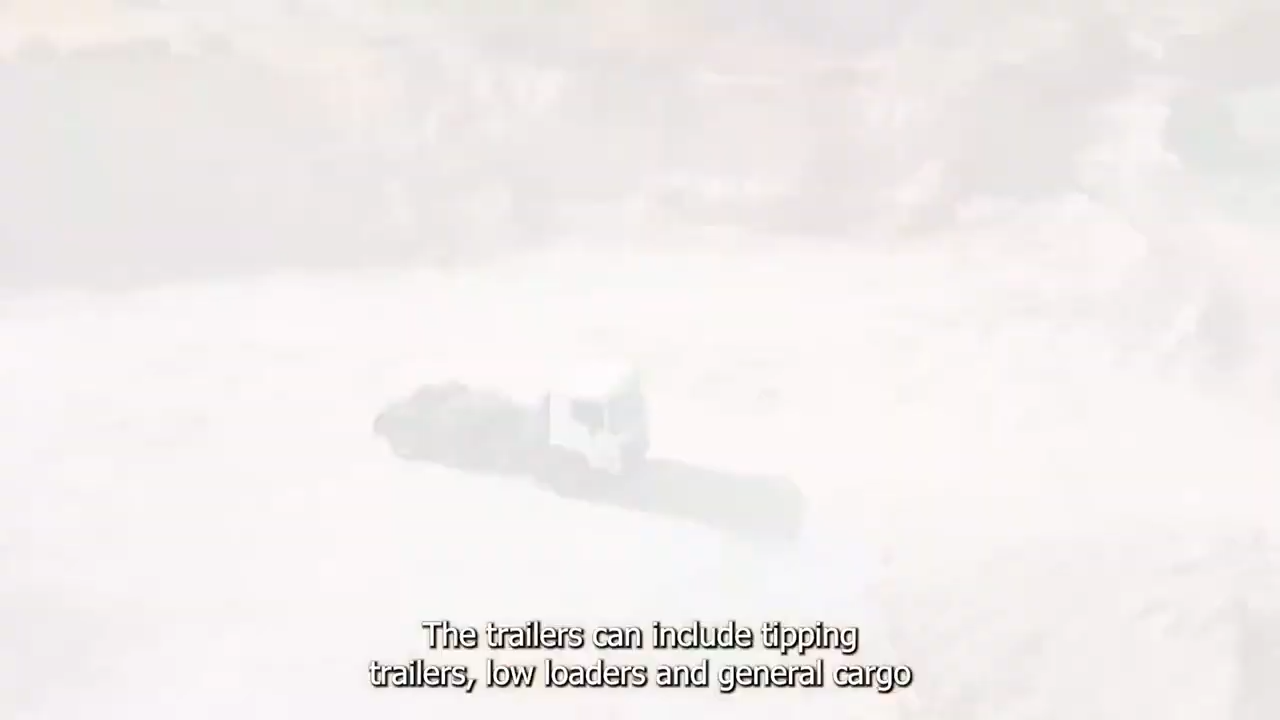 The trailers can include tipping
trailers, low loaders and general cargo